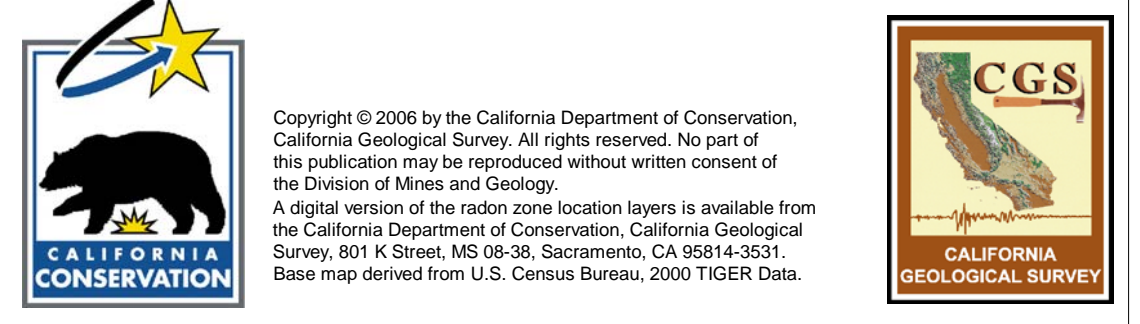 CALIFORNIA
CONSERVATION
Copyright © 2006 by the California Department of Conservation,
California Geological Survey. All rights reserved. No part of
this publication may be reproduced without written consent of
the Division of Mines and Geology.
A digital version of the radon zone location layers is available from
the California Department of Conservation, California Geological
Survey, 801 K Street, MS 08-38, Sacramento, CA 95814-3531.
Base map derived from U.S. Census Bureau, 2000 TIGER Data.
CGS
CALIFORNIA
GEOLOGICAL SURVEY